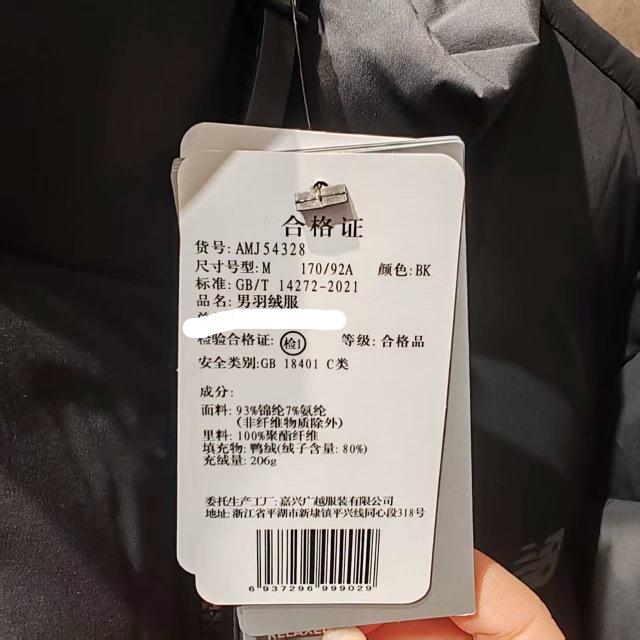 合格证
货号: AMJ54328
尺寸号型: M 170/92A 颜色: BK
标准: GB/T 14272-2021
品名: 男羽绒服
检验合格证: 检1 等级: 合格品
安全类别:GB 18401 C类
成分:
面料: 93%锦纶7%氨纶
(非纤维物质除外)
里料: 100%聚酯纤维
填充物: 鸭绒(绒子含量: 80%)
充绒量: 206g
委托生产工厂: 嘉兴广越服装有限公司
地址: 浙江省平湖市新埭镇平兴线同心段318号
6 937296 999029
RELAXED